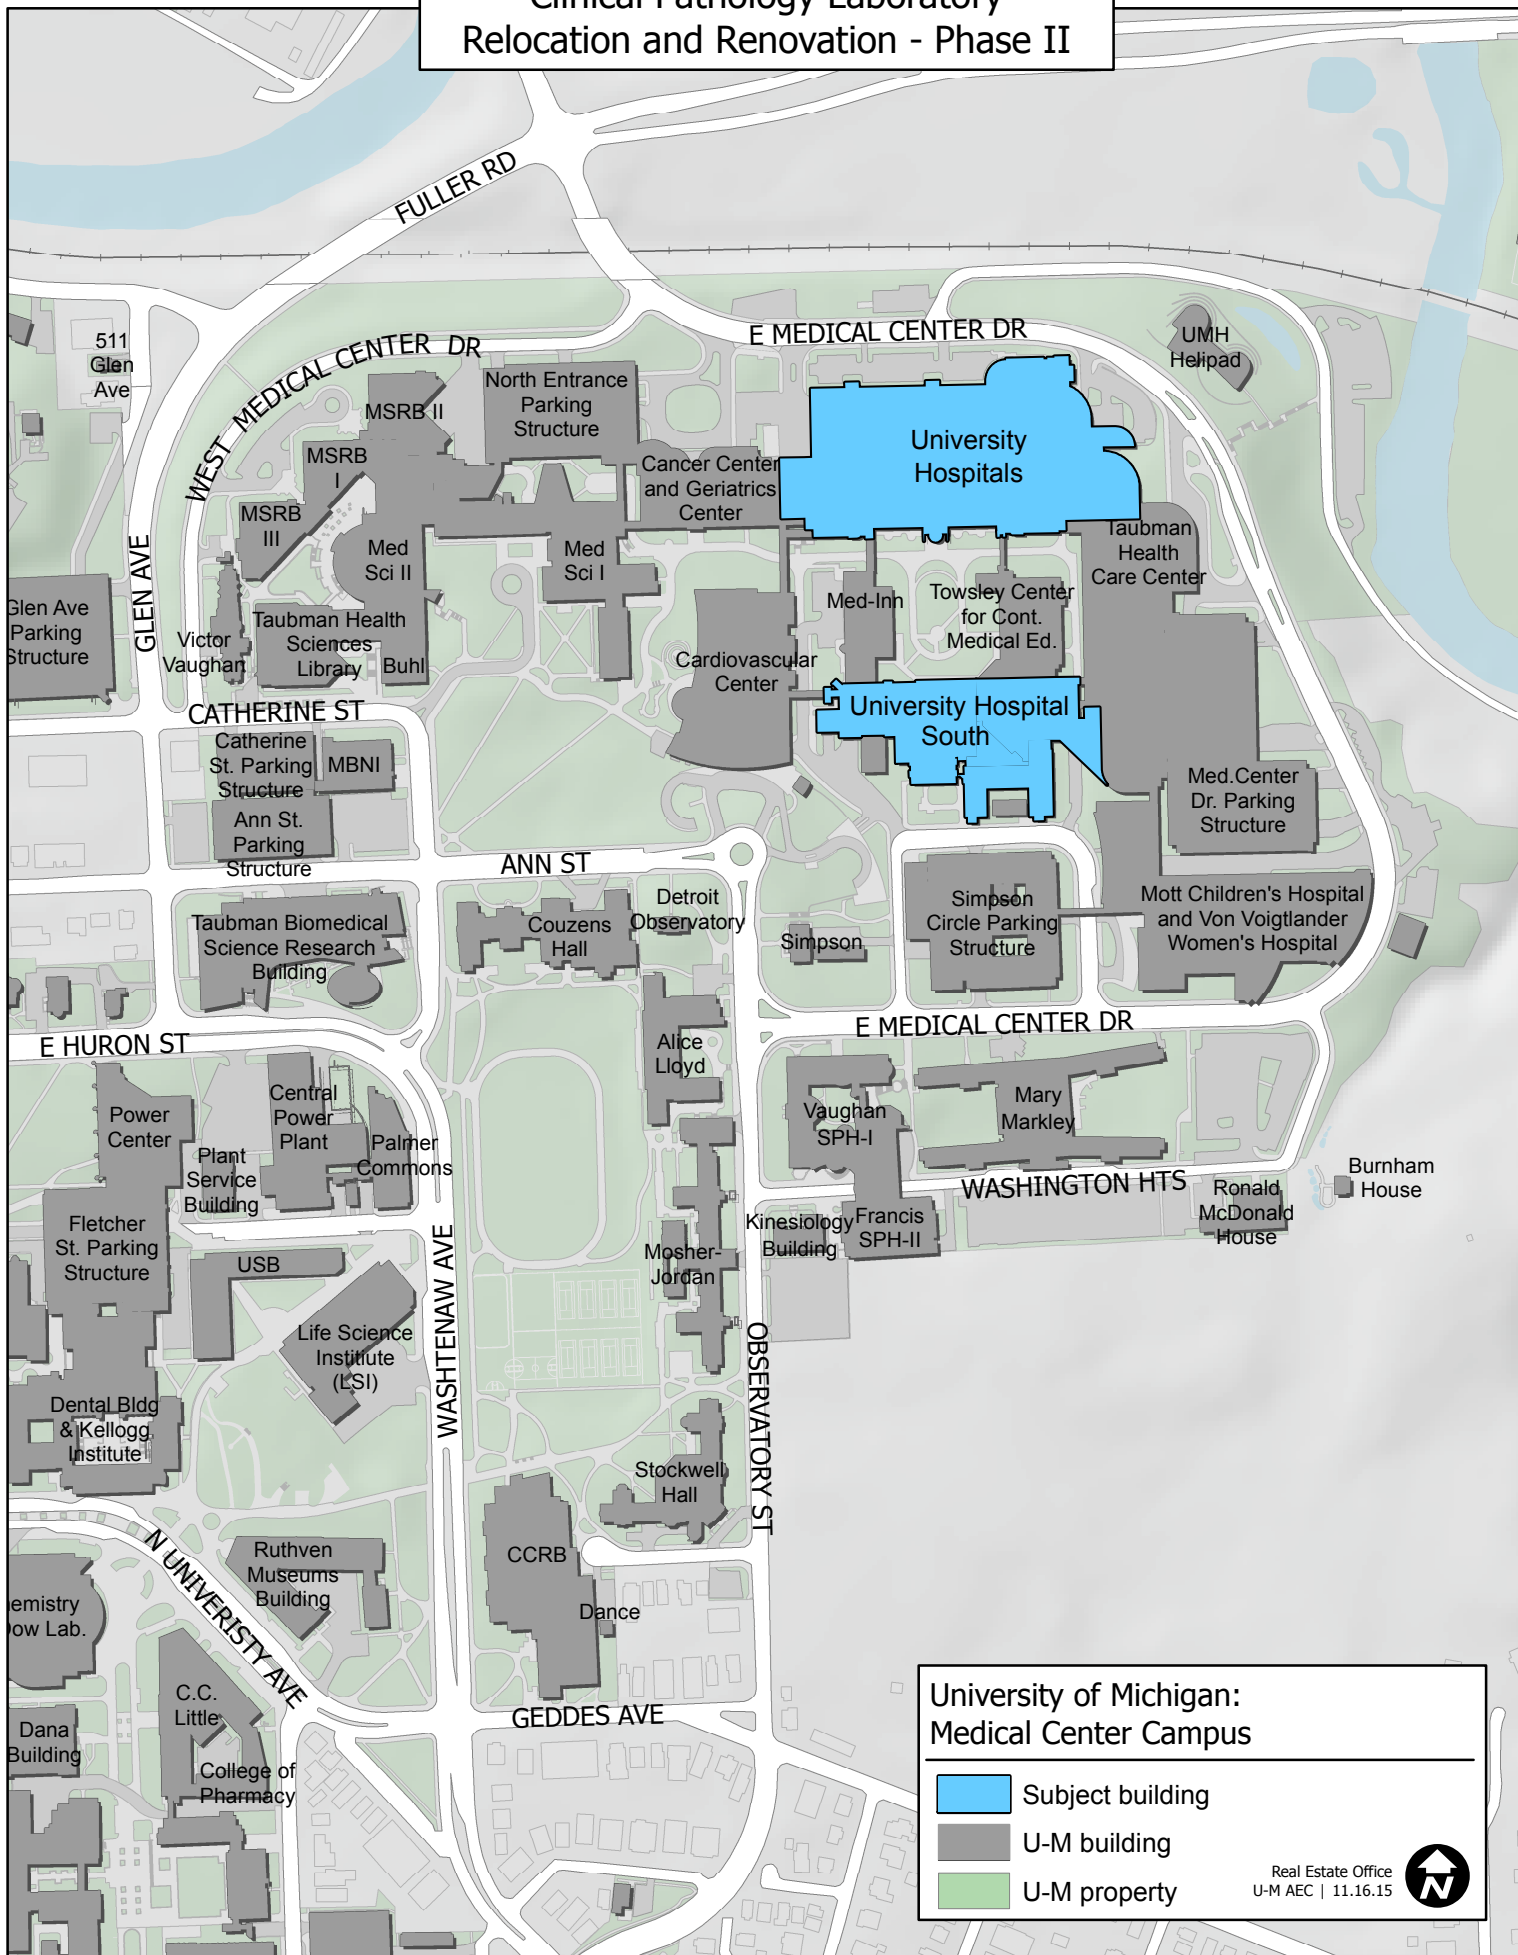 Clinical Pathology Laboratory
Relocation and Renovation - Phase II
FULLER RD
511
Glen
Ave
WEST MEDICAL CENTER DR
E MEDICAL CENTER DR
UMH
Helipad
MSRB II
North Entrance
Parking
Structure
MSRB
I
MSRB
III
Cancer Center
and Geriatrics
Center
University
Hospitals
GLEN AVE
Med
Sci II
Med
Sci I
Taubman
Health
Care Center
Glen Ave
Parking
Structure
Victor
Vaughan
Taubman Health
Sciences
Library
Buhl
Med-Inn
Towsley Center
for Cont.
Medical Ed.
Cardiovascular
Center
University Hospital
South
CATHERINE ST
Catherine
St. Parking
Structure
MBNI
Ann St.
Parking
Structure
Med.Center
Dr. Parking
Structure
ANN ST
Taubman Biomedical
Science Research
Building
Couzens
Hall
Detroit
Observatory
Simpson
Simpson
Circle Parking
Structure
Mott Children's Hospital
and Von Voigtlander
Women's Hospital
E HURON ST
E MEDICAL CENTER DR
Alice
Lloyd
Power
Center
Central
Power
Plant
Palmer
Commons
Plant
Service
Building
Vaughan
SPH-I
Mary
Markley
WASHINGTON HTS
Burnham
House
Ronald
McDonald
House
Kinesiology
Building
Francis
SPH-II
Fletcher
St. Parking
Structure
USB
WASHTENAW AVE
Mosher-
Jordan
Life Science
Institiute
(LSI)
OBSERVATORY ST
Dental Bldg
& Kellogg
Institute
Stockwell
Hall
N UNIVERISTY AVE
Ruthven
Museums
Building
CCRB
Dance
emistry
ow Lab.
C.C.
Little
GEDDES AVE
Dana
Building
College of
Pharmacy
University of Michigan:
Medical Center Campus
Subject building
U-M building
U-M property
Real Estate Office
U-M AEC | 11.16.15
N